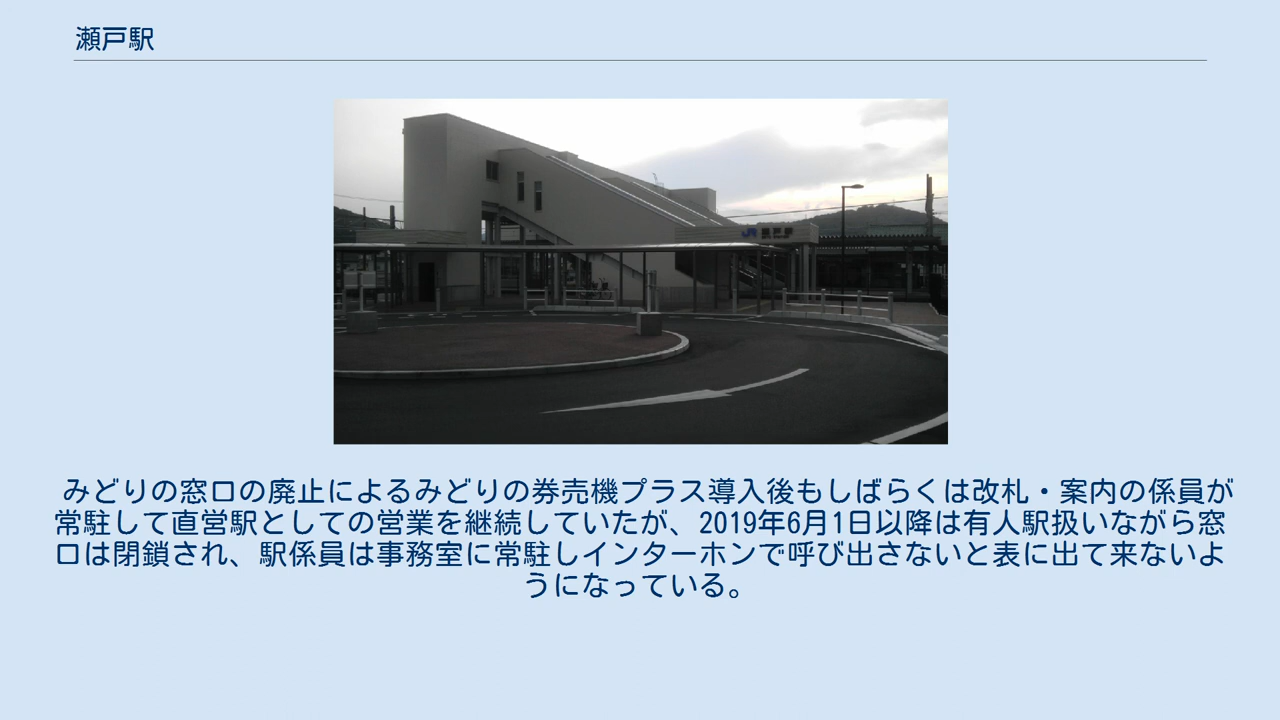 瀬戸駅
JR 瀬戸駅
みどりの窓口の廃止によるみどりの券売機プラス導入後もしばらくは改札・案内の係員が
常駐して直営駅としての営業を継続していたが、2019年6月1日以降は有人駅扱いながら窓
口は閉鎖され、駅係員は事務室に常駐しインターホンで呼び出さないと表に出て来ないよ
うになっている。